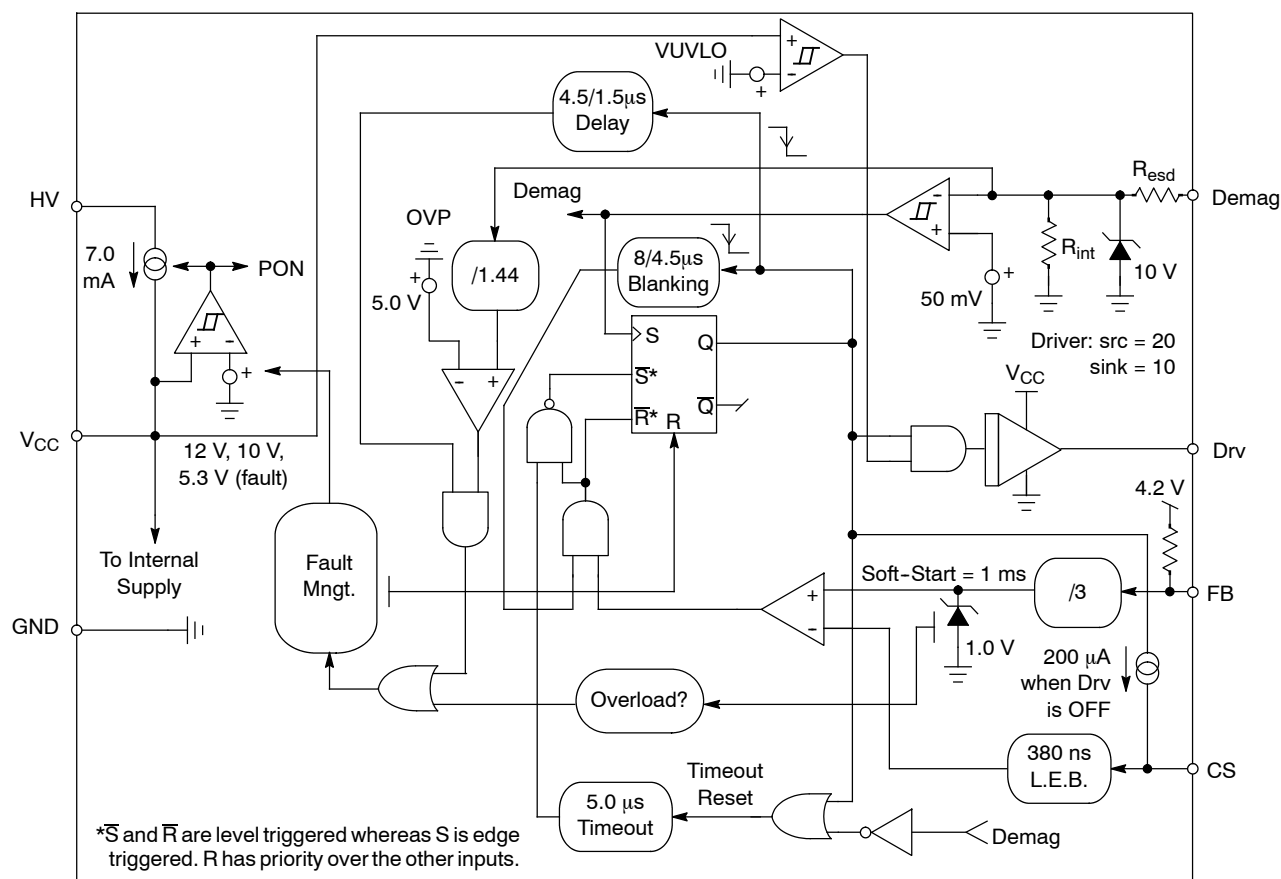 VUVLO
+
-
+
4.5/1.5μs
Delay
HV
Demag
OVP
R_esd
Demag
-
+
7.0
mA
PON
+
5.0 V
/1.44
8/4.5μs
Blanking
R_int
10 V
+
50 mV
+
-
+
S
Q
Driver: src = 20
sink = 10
-
+
S̅*
R̅*
R
Q̅
V_CC
V_CC
12 V, 10 V,
5.3 V (fault)
Drv
4.2 V
To Internal
Supply
Fault
Mngt.
Soft-Start = 1 ms
+
-
/3
FB
GND
1.0 V
200 μA
when Drv
is OFF
Overload?
380 ns
L.E.B.
CS
Timeout
Reset
5.0 μs
Timeout
Demag
*S̅ and R̅ are level triggered whereas S is edge
triggered. R has priority over the other inputs.